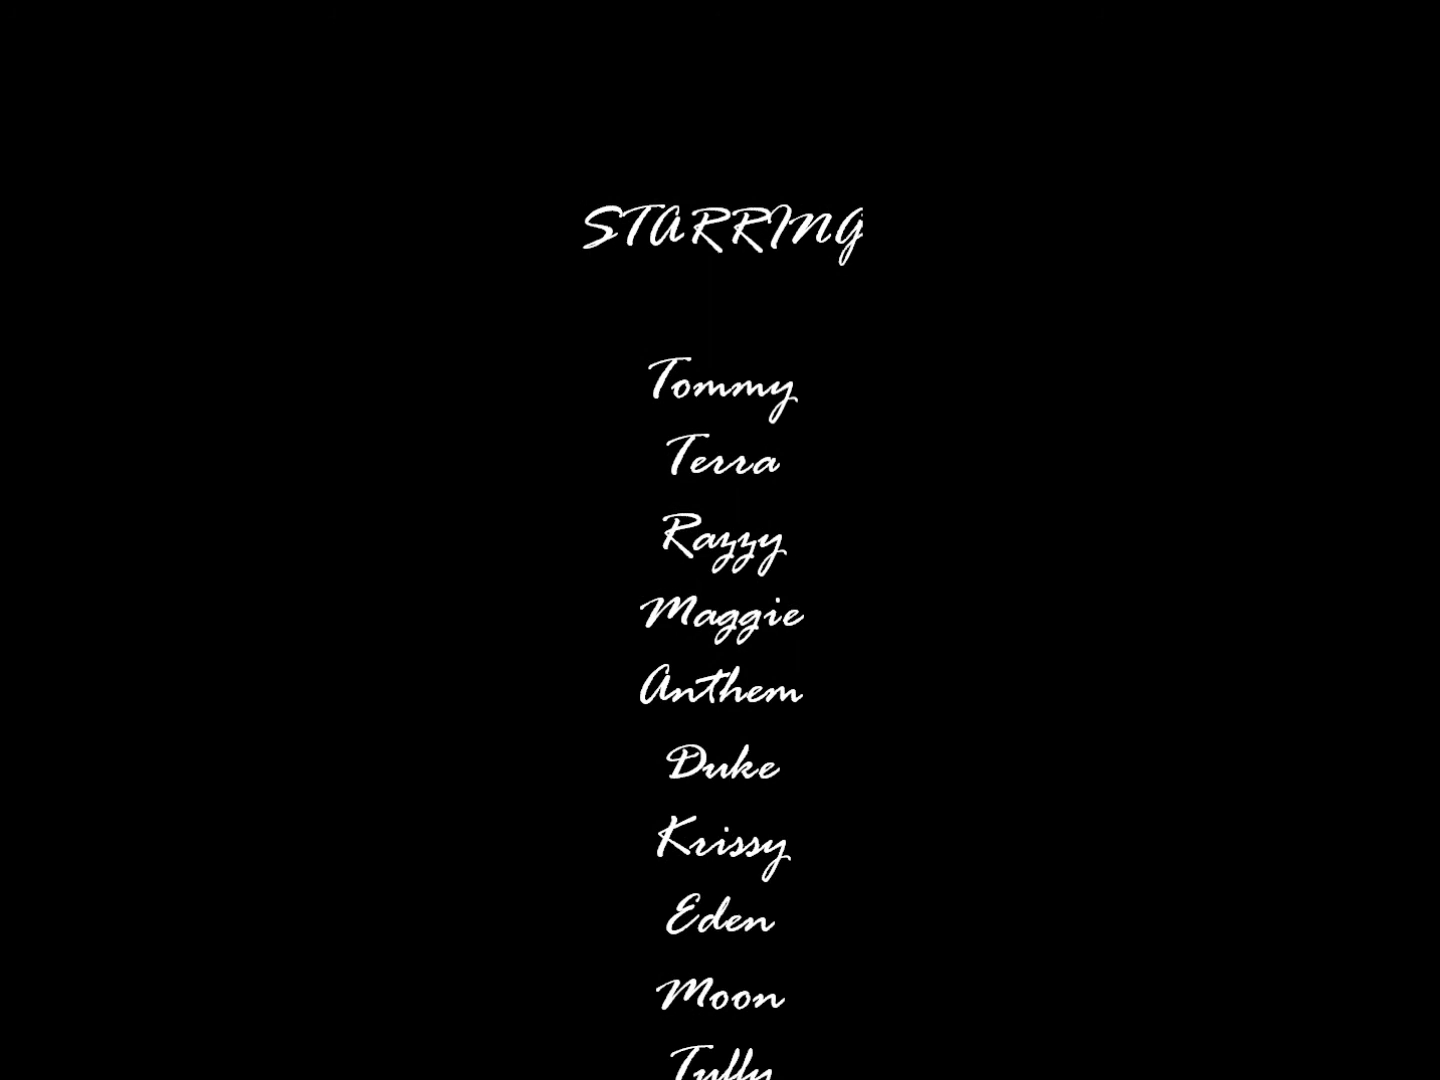 STARRING
Tommy
Terra
Razzy
Maggie
Anthem
Duke
Krissy
Eden
Moon